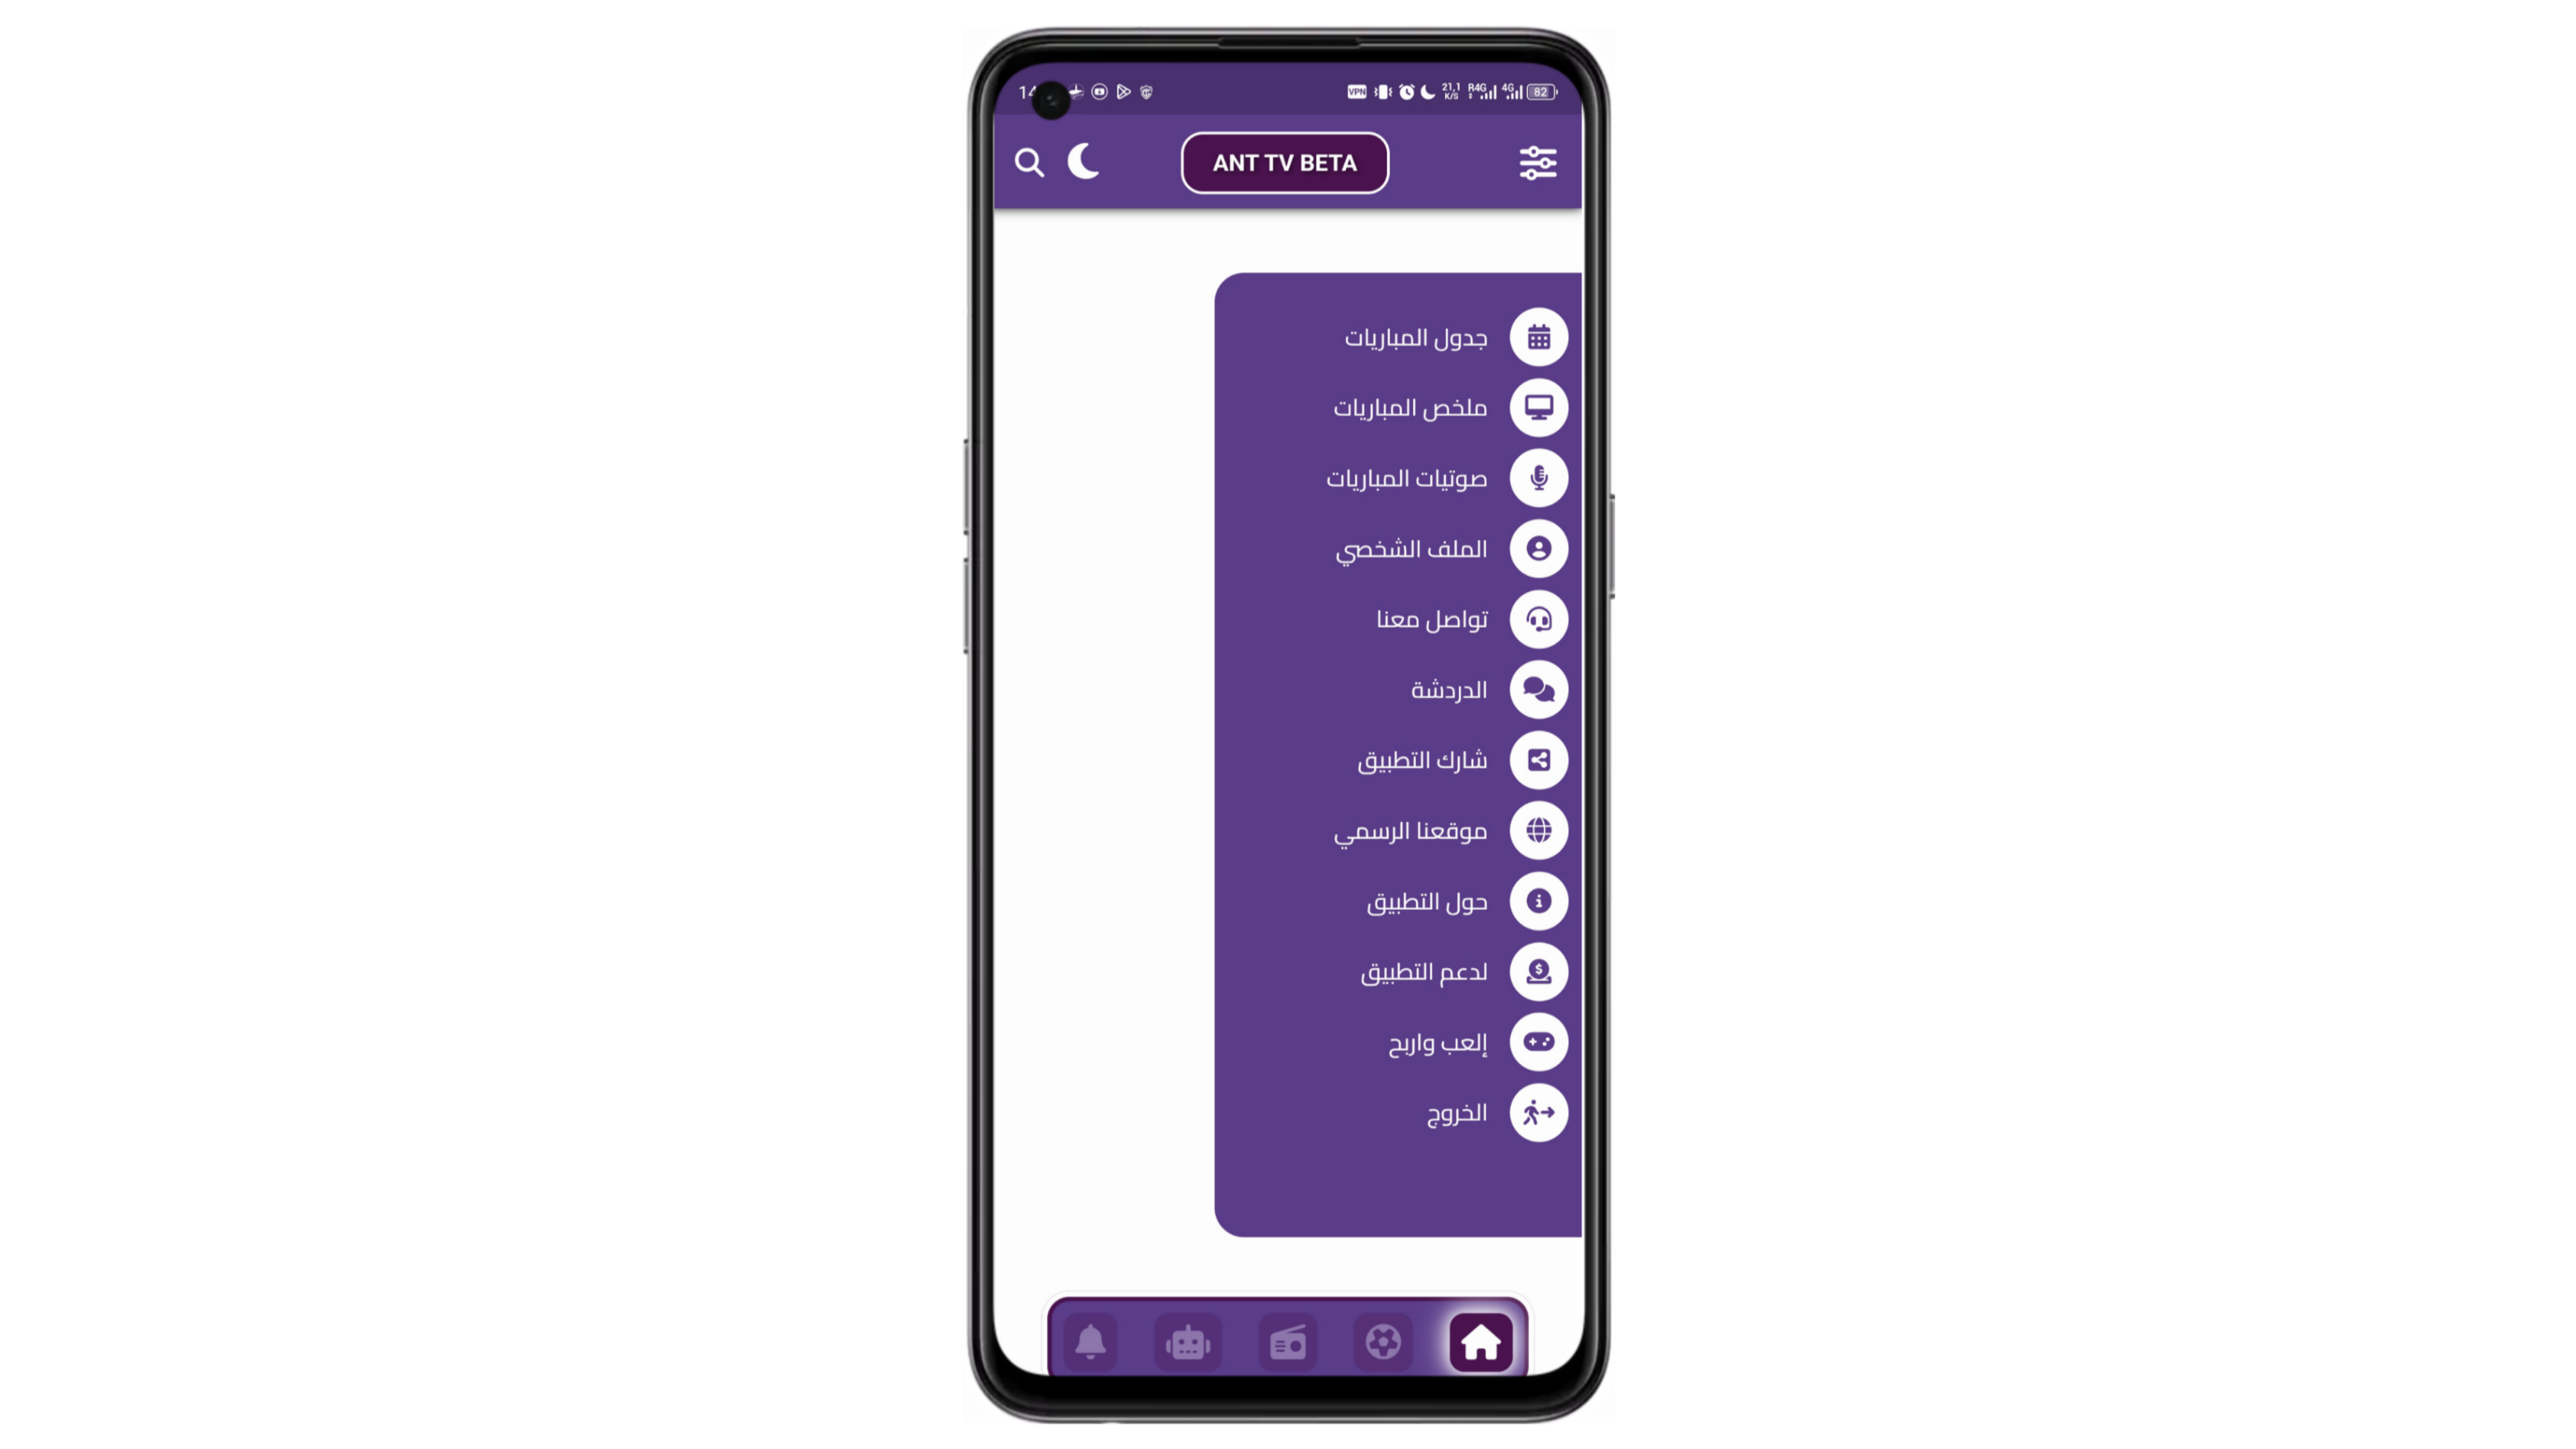 VPN 21,1 K/S R4G 4G 82
ANT TV BETA
جدول المباريات
ملخص المباريات
صوتيات المباريات
الملف الشخصي
تواصل معنا
الدردشة
شارك التطبيق
موقعنا الرسمي
حول التطبيق
لدعم التطبيق
إلعب واربح
الخروج